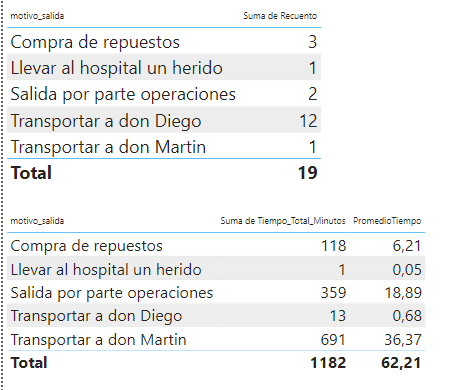 motivo_salida Suma de Recuento
Compra de repuestos 3
Llevar al hospital un herido 1
Salida por parte operaciones 2
Transportar a don Diego 12
Transportar a don Martin 1
Total 19
motivo_salida Suma de Tiempo_Total_Minutos PromedioTiempo
Compra de repuestos 118 6,21
Llevar al hospital un herido 1 0,05
Salida por parte operaciones 359 18,89
Transportar a don Diego 13 0,68
Transportar a don Martin 691 36,37
Total 1182 62,21